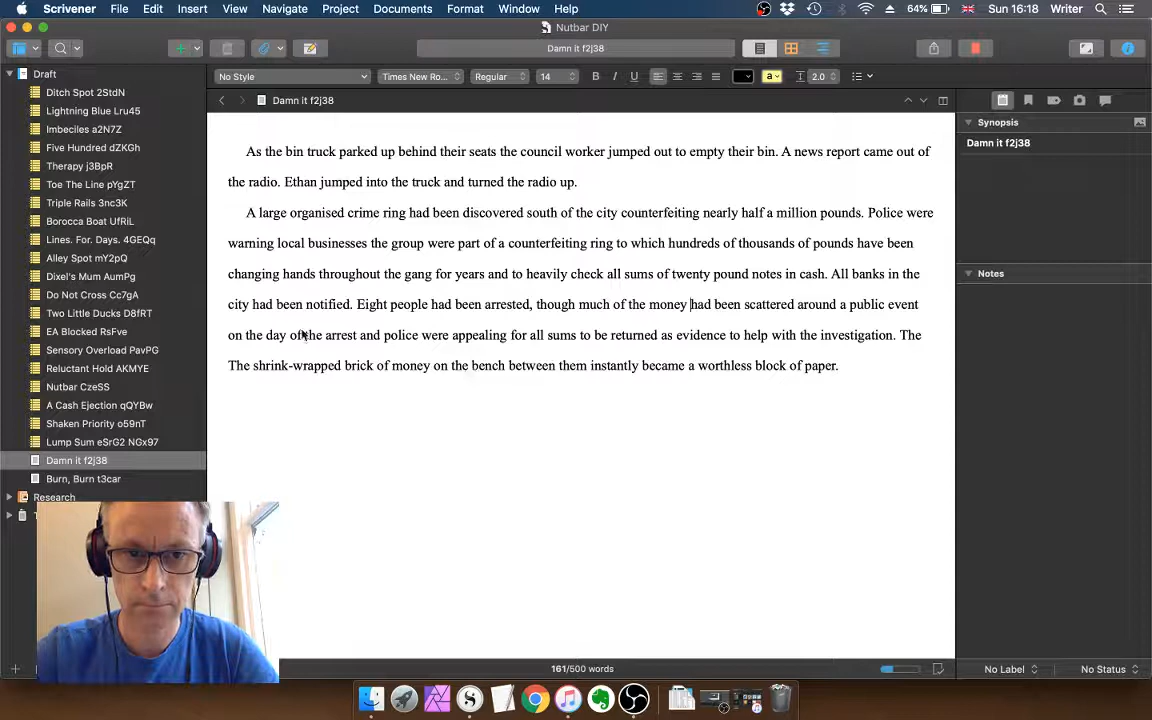 Scrivener File Edit Insert View Navigate Project Documents Format Window Help 64% Sun 16:18 Writer
Nutbar DIY
Damn it f2j38
No Style Times New Ro... Regular 14 B I U 2.0
Draft
Ditch Spot 2StdN
Lightning Blue Lru45
Imbeciles a2N7Z
Five Hundred dZKGh
Therapy j3BpR
Toe The Line pYgZT
Triple Rails 3nc3K
Borocca Boat UfRiL
Lines. For. Days. 4GEQq
Alley Spot mY2pQ
Dixel's Mum AumPg
Do Not Cross Cc7gA
Two Little Ducks D8fRT
EA Blocked RsFve
Sensory Overload PavPG
Reluctant Hold AKMYE
Nutbar CzeSS
A Cash Ejection qQYBw
Shaken Priority o59nT
Lump Sum eSrG2 NGx97
Damn it f2j38
Burn, Burn t3car
Research
Damn it f2j38
As the bin truck parked up behind their seats the council worker jumped out to empty their bin. A news report came out of
the radio. Ethan jumped into the truck and turned the radio up.
A large organised crime ring had been discovered south of the city counterfeiting nearly half a million pounds. Police were
warning local businesses the group were part of a counterfeiting ring to which hundreds of thousands of pounds have been
changing hands throughout the gang for years and to heavily check all sums of twenty pound notes in cash. All banks in the
city had been notified. Eight people had been arrested, though much of the money had been scattered around a public event
on the day of the arrest and police were appealing for all sums to be returned as evidence to help with the investigation. The
The shrink-wrapped brick of money on the bench between them instantly became a worthless block of paper.
161/500 words
Synopsis
Damn it f2j38
Notes
No Label No Status